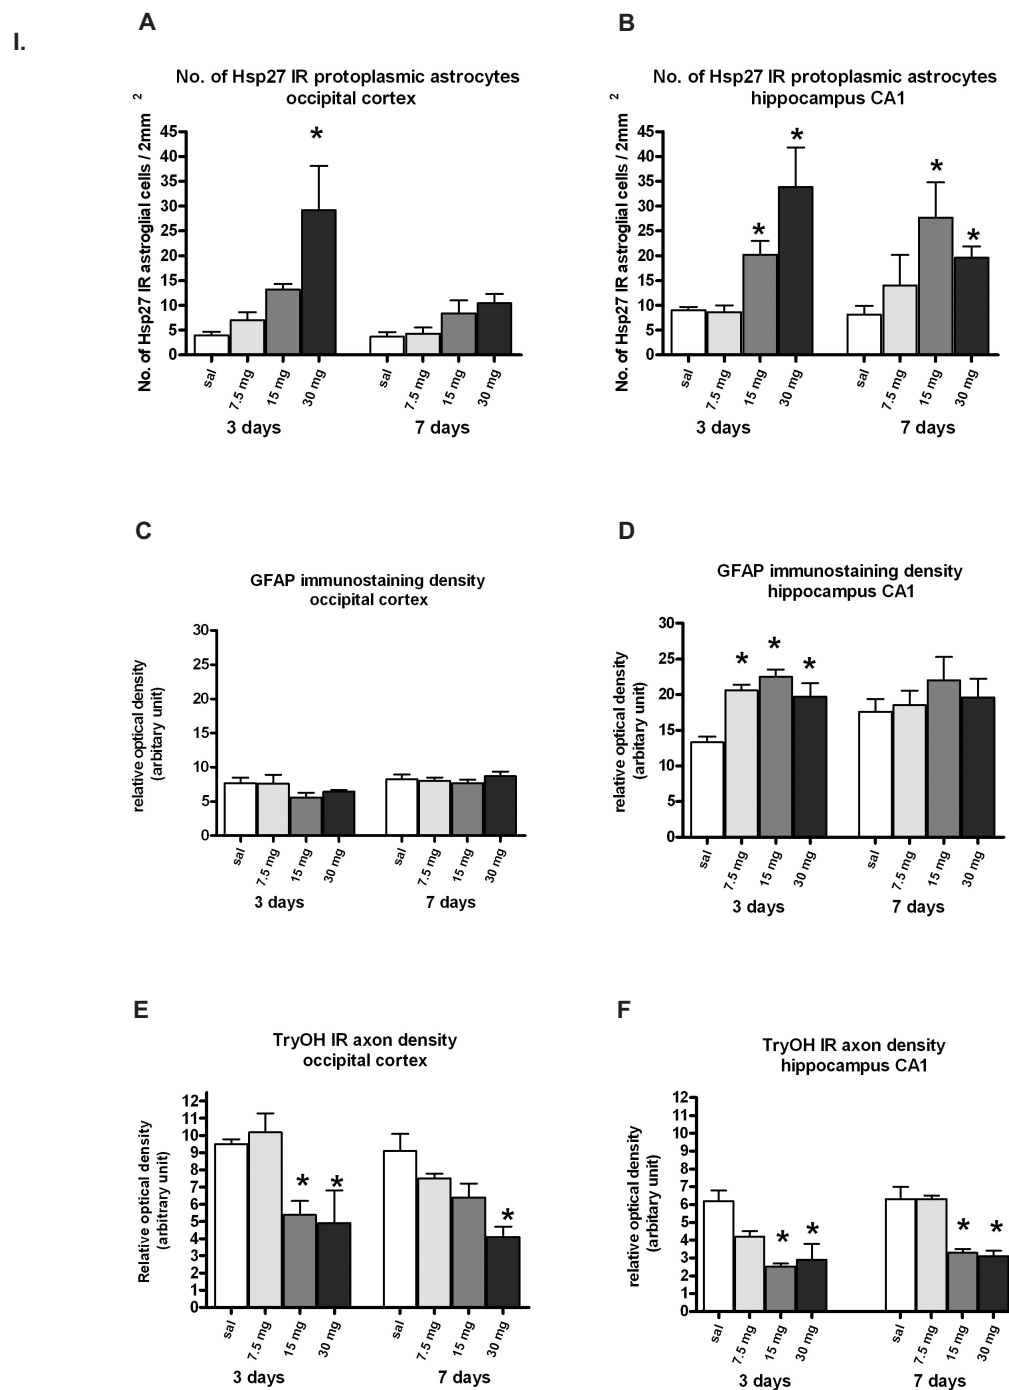 I.
A
No. of Hsp27 IR protoplasmic astrocytes
occipital cortex
No. of Hsp27 IR astroglial cells / 2mm 2
45
40
35
30
25
20
15
10
5
0
*
sal
7.5 mg
15 mg
30 mg
sal
7.5 mg
15 mg
30 mg
3 days
7 days
B
No. of Hsp27 IR protoplasmic astrocytes
hippocampus CA1
No. of Hsp27 IR astroglial cells / 2mm 2
45
40
35
30
25
20
15
10
5
0
*
*
*
*
sal
7.5 mg
15 mg
30 mg
sal
7.5 mg
15 mg
30 mg
3 days
7 days
C
GFAP immunostaining density
occipital cortex
relative optical density
(arbitary unit)
30
25
20
15
10
5
0
sal
7.5 mg
15 mg
30 mg
sal
7.5 mg
15 mg
30 mg
3 days
7 days
D
GFAP immunostaining density
hippocampus CA1
relative optical density
(arbitary unit)
30
25
20
15
10
5
0
*
*
*
sal
7.5 mg
15 mg
30 mg
sal
7.5 mg
15 mg
30 mg
3 days
7 days
E
TryOH IR axon density
occipital cortex
Relative optical density
(arbitrary unit)
12
11
10
9
8
7
6
5
4
3
2
1
0
*
*
*
sal
7.5 mg
15 mg
30 mg
sal
7.5 mg
15 mg
30 mg
3 days
7 days
F
TryOH IR axon density
hippocampus CA1
relative optical density
(arbitary unit)
12
11
10
9
8
7
6
5
4
3
2
1
0
*
*
*
*
sal
7.5 mg
15 mg
30 mg
sal
7.5 mg
15 mg
30 mg
3 days
7 days